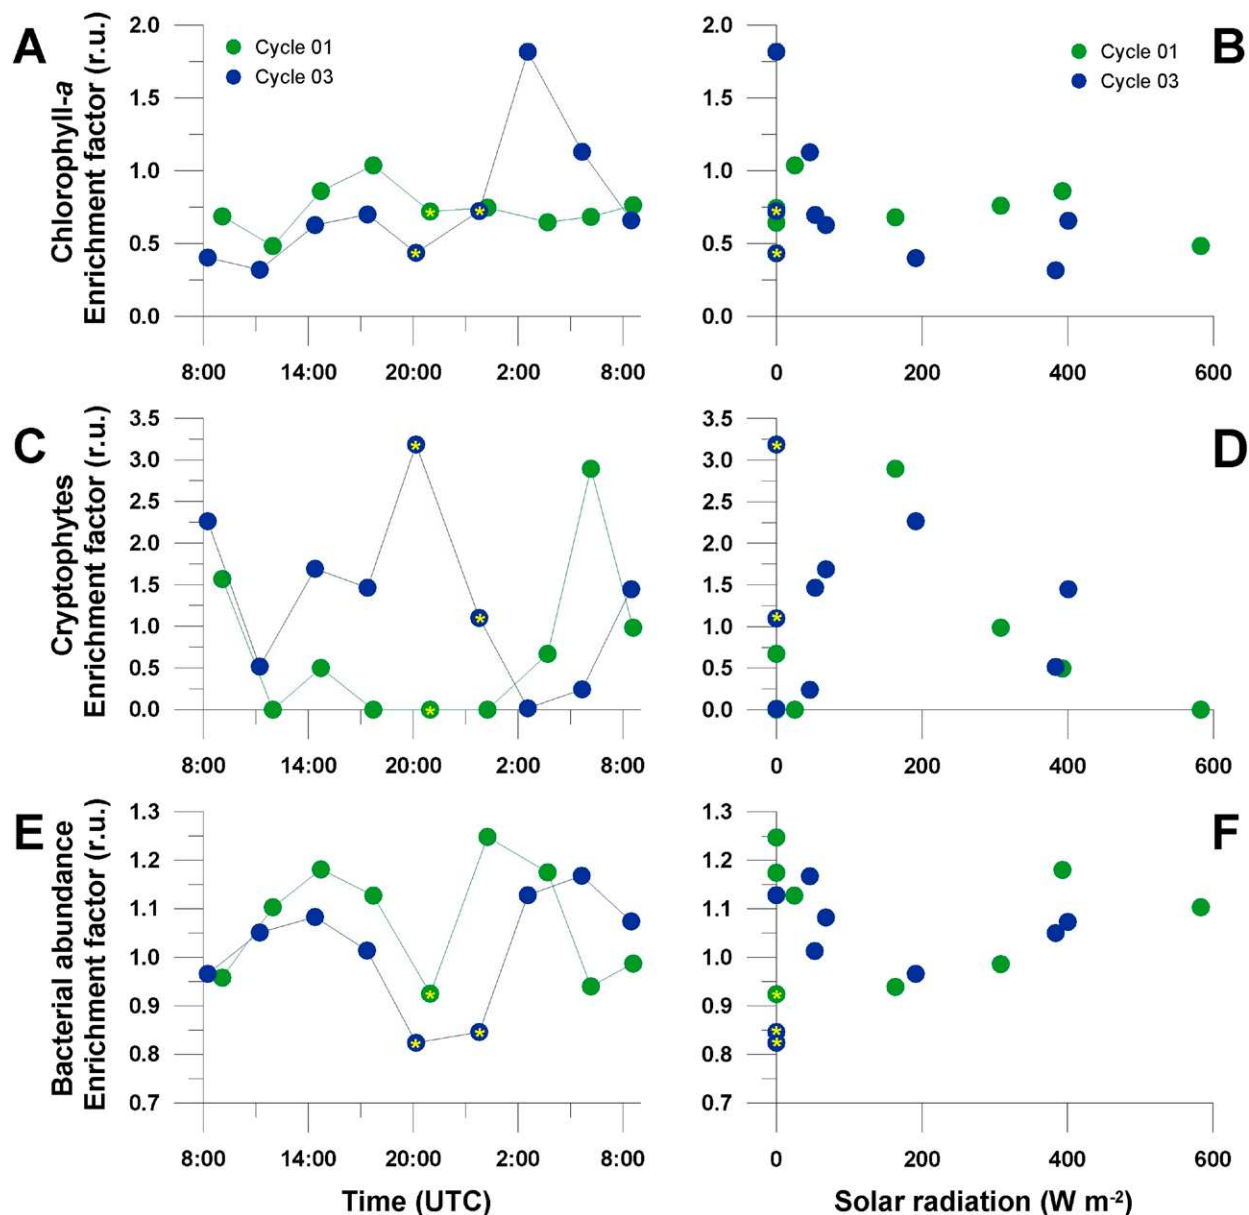 A
Chlorophyll-a
Enrichment factor (r.u.)
2.0
1.5
1.0
0.5
0.0
Cycle 01
Cycle 03
8:00 14:00 20:00 2:00 8:00
B
2.0
1.5
1.0
0.5
0.0
Cycle 01
Cycle 03
0 200 400 600
C
Cryptophytes
Enrichment factor (r.u.)
3.5
3.0
2.5
2.0
1.5
1.0
0.5
0.0
8:00 14:00 20:00 2:00 8:00
D
3.5
3.0
2.5
2.0
1.5
1.0
0.5
0.0
0 200 400 600
E
Bacterial abundance
Enrichment factor (r.u.)
1.3
1.2
1.1
1.0
0.9
0.8
0.7
8:00 14:00 20:00 2:00 8:00
Time (UTC)
F
1.3
1.2
1.1
1.0
0.9
0.8
0.7
0 200 400 600
Solar radiation (W m-2)